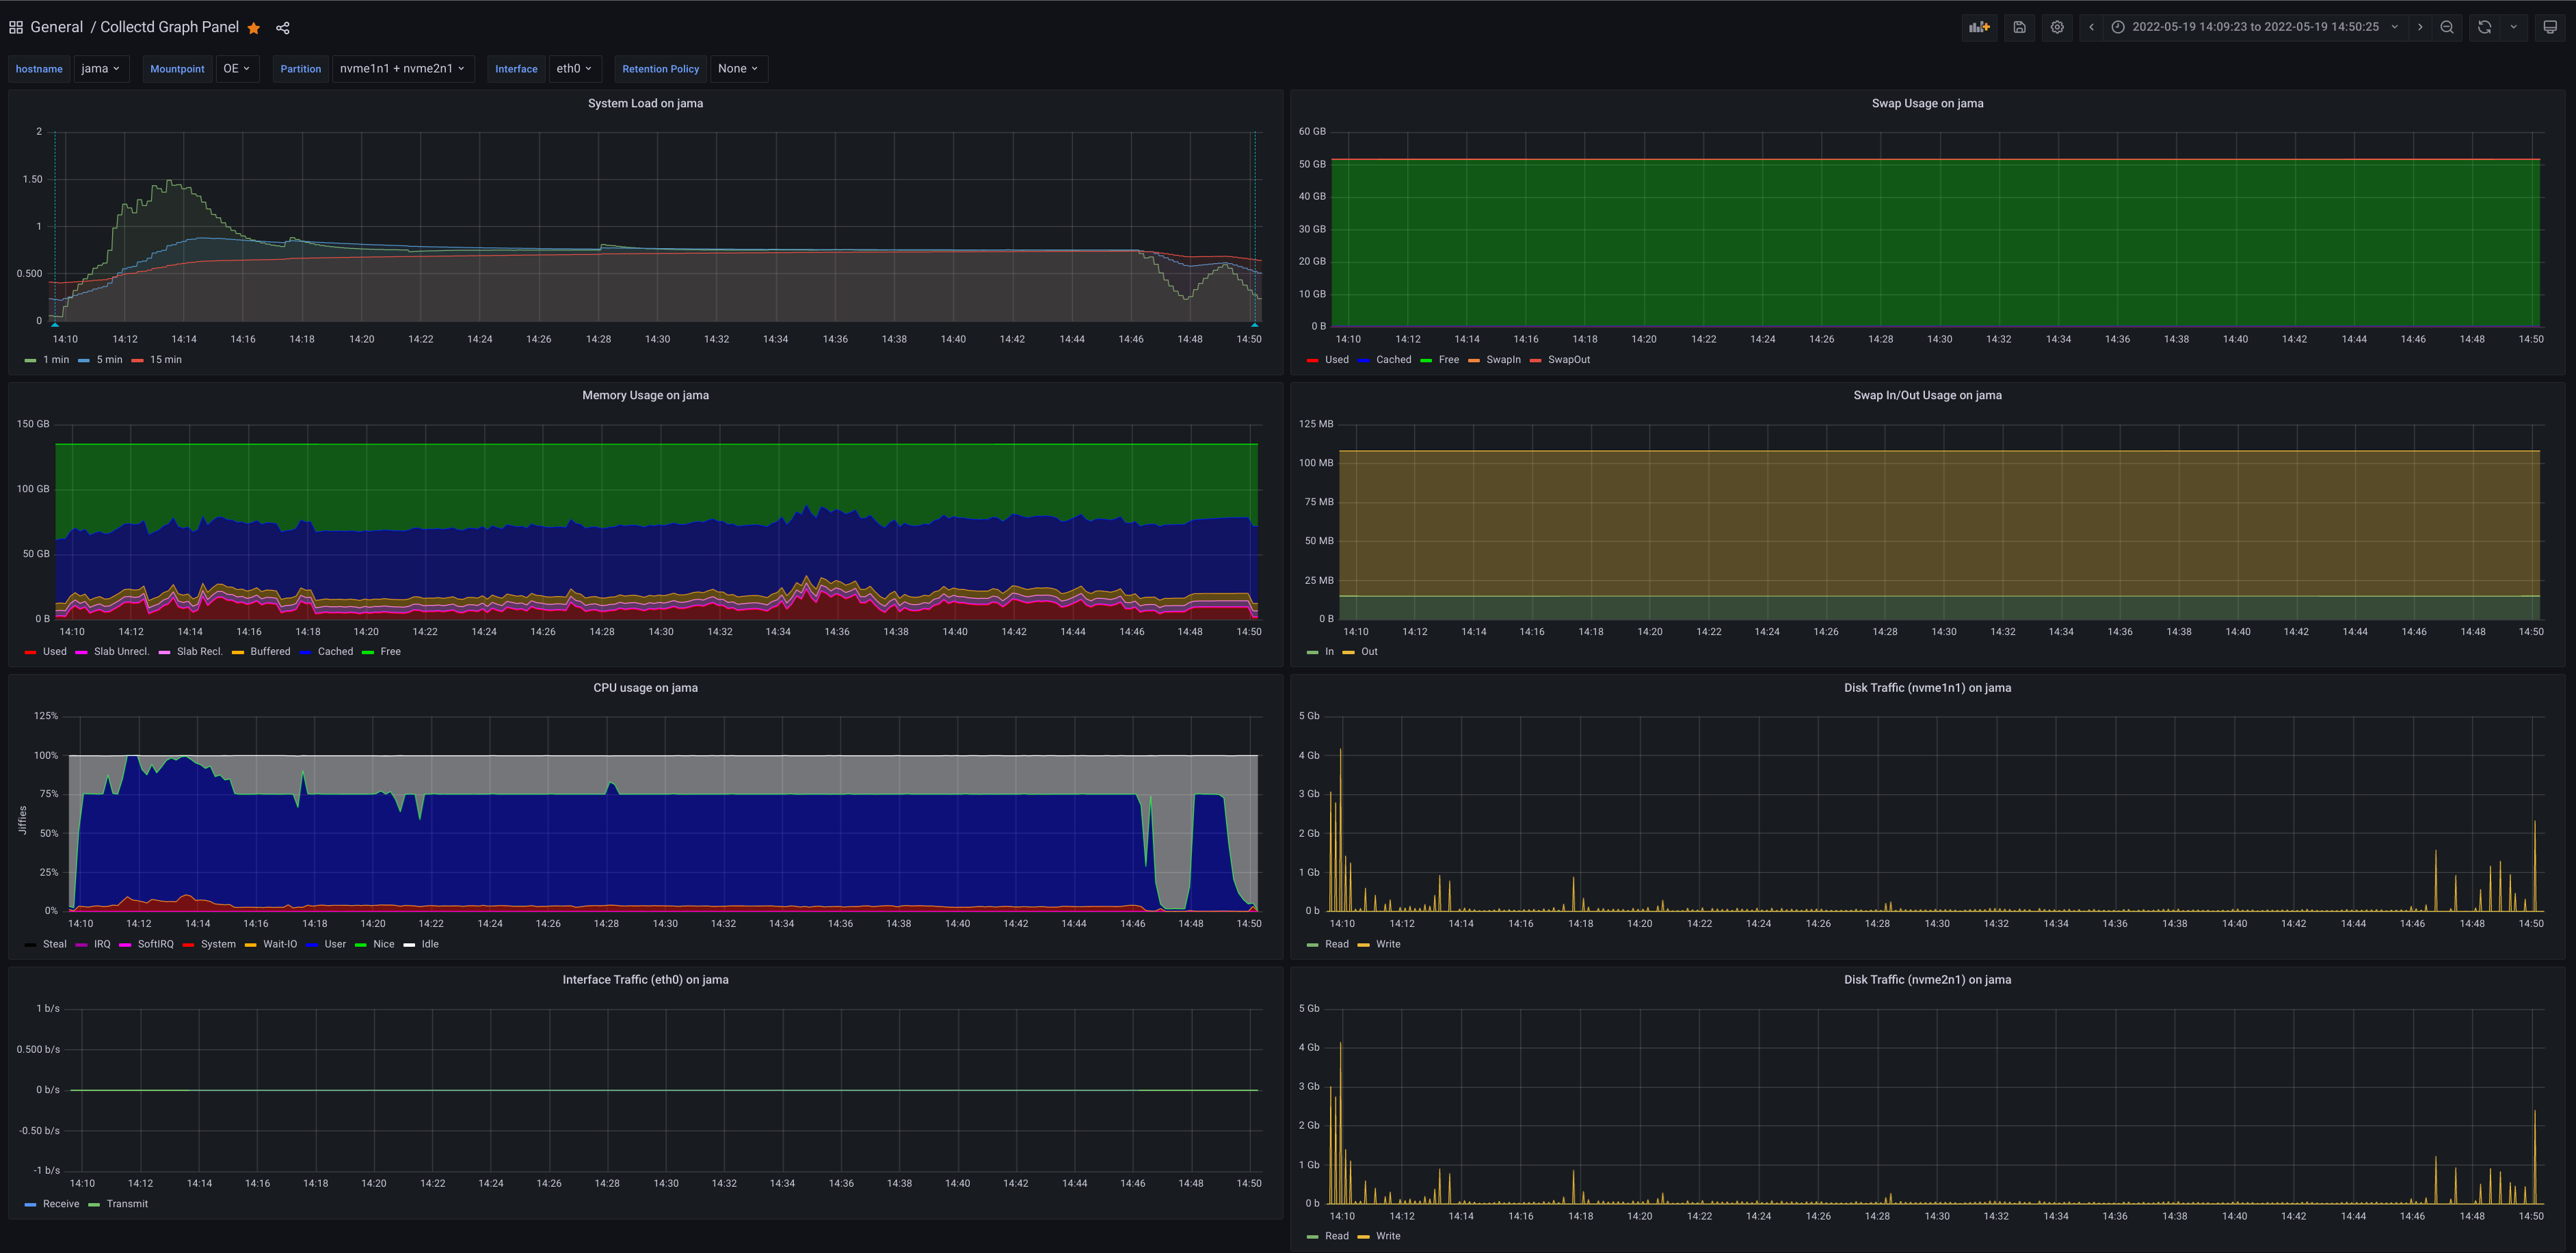 General / Collectd Graph Panel
2022-05-19 14:09:23 to 2022-05-19 14:50:25
hostname jama Mountpoint OE Partition nvme1n1 + nvme2n1 Interface eth0 Retention Policy None
System Load on jama
2
1.50
1
0.500
0
14:10 14:12 14:14 14:16 14:18 14:20 14:22 14:24 14:26 14:28 14:30 14:32 14:34 14:36 14:38 14:40 14:42 14:44 14:46 14:48 14:50
1 min 5 min 15 min
Swap Usage on jama
60 GB
50 GB
40 GB
30 GB
20 GB
10 GB
0 B
14:10 14:12 14:14 14:16 14:18 14:20 14:22 14:24 14:26 14:28 14:30 14:32 14:34 14:36 14:38 14:40 14:42 14:44 14:46 14:48 14:50
Used Cached Free SwapIn SwapOut
Memory Usage on jama
150 GB
100 GB
50 GB
0 B
14:10 14:12 14:14 14:16 14:18 14:20 14:22 14:24 14:26 14:28 14:30 14:32 14:34 14:36 14:38 14:40 14:42 14:44 14:46 14:48 14:50
Used Slab Unrecl. Slab Recl. Buffered Cached Free
Swap In/Out Usage on jama
125 MB
100 MB
75 MB
50 MB
25 MB
0 B
14:10 14:12 14:14 14:16 14:18 14:20 14:22 14:24 14:26 14:28 14:30 14:32 14:34 14:36 14:38 14:40 14:42 14:44 14:46 14:48 14:50
In Out
CPU usage on jama
Jiffies
125%
100%
75%
50%
25%
0%
14:10 14:12 14:14 14:16 14:18 14:20 14:22 14:24 14:26 14:28 14:30 14:32 14:34 14:36 14:38 14:40 14:42 14:44 14:46 14:48 14:50
Steal IRQ SoftIRQ System Wait-IO User Nice Idle
Disk Traffic (nvme1n1) on jama
5 Gb
4 Gb
3 Gb
2 Gb
1 Gb
0 b
14:10 14:12 14:14 14:16 14:18 14:20 14:22 14:24 14:26 14:28 14:30 14:32 14:34 14:36 14:38 14:40 14:42 14:44 14:46 14:48 14:50
Read Write
Interface Traffic (eth0) on jama
1 b/s
0.500 b/s
0 b/s
-0.50 b/s
-1 b/s
14:10 14:12 14:14 14:16 14:18 14:20 14:22 14:24 14:26 14:28 14:30 14:32 14:34 14:36 14:38 14:40 14:42 14:44 14:46 14:48 14:50
Receive Transmit
Disk Traffic (nvme2n1) on jama
5 Gb
4 Gb
3 Gb
2 Gb
1 Gb
0 b
14:10 14:12 14:14 14:16 14:18 14:20 14:22 14:24 14:26 14:28 14:30 14:32 14:34 14:36 14:38 14:40 14:42 14:44 14:46 14:48 14:50
Read Write